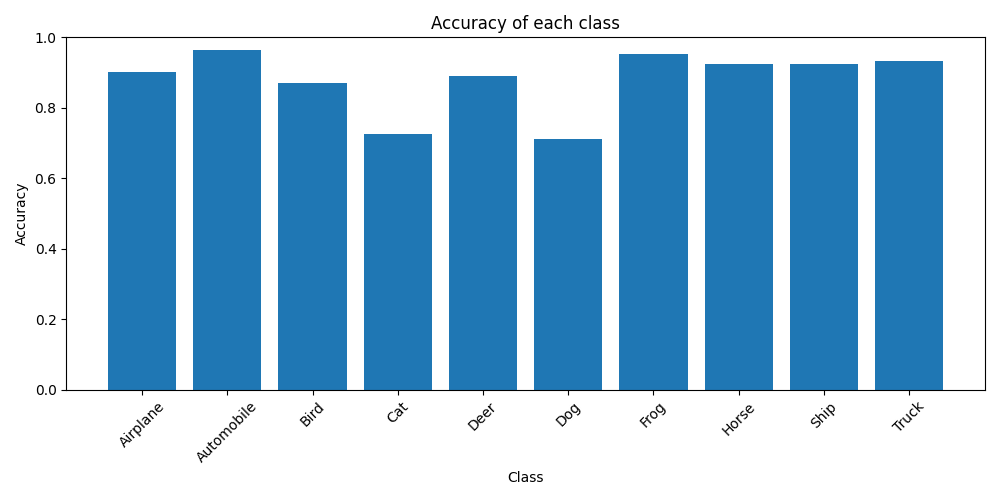 Accuracy of each class
1.0
0.8
0.6
0.4
0.2
0.0
Accuracy
Airplane
Automobile
Bird
Cat
Deer
Dog
Frog
Horse
Ship
Truck
Class